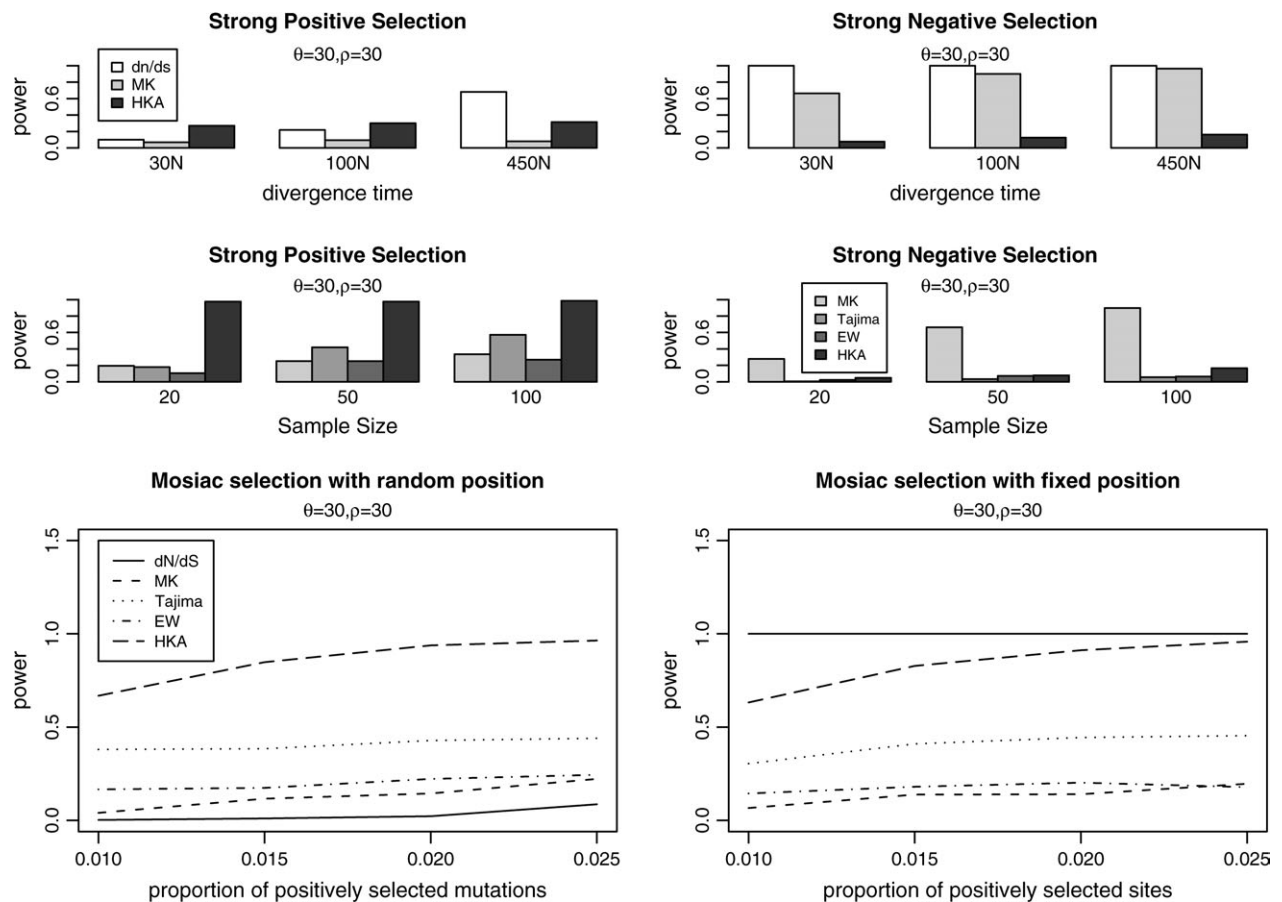 Strong Positive Selection
θ=30,ρ=30
dn/ds
MK
HKA
power
0.0 0.6
30N 100N 450N
divergence time
Strong Negative Selection
θ=30,ρ=30
power
0.0 0.6
30N 100N 450N
divergence time
Strong Positive Selection
θ=30,ρ=30
power
0.0 0.6
20 50 100
Sample Size
Strong Negative Selection
θ=30,ρ=30
MK
Tajima
EW
HKA
power
0.0 0.6
20 50 100
Sample Size
Mosiac selection with random position
θ=30,ρ=30
dN/dS
MK
Tajima
EW
HKA
power
0.0 0.5 1.0 1.5
0.010 0.015 0.020 0.025
proportion of positively selected mutations
Mosiac selection with fixed position
θ=30,ρ=30
power
0.0 0.5 1.0 1.5
0.010 0.015 0.020 0.025
proportion of positively selected sites